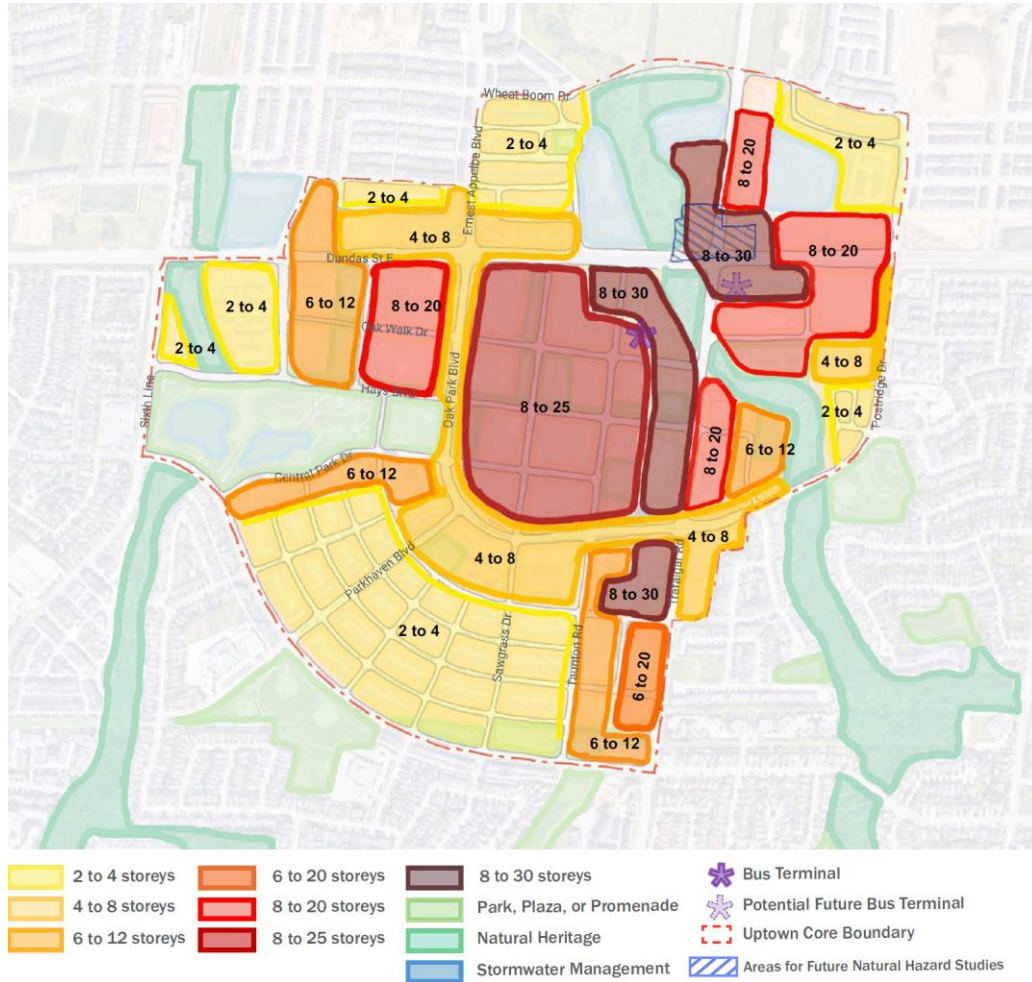 Wheat Boom Dr
2 to 4
2 to 4
8 to 20
Ernest Appelbe Blvd
2 to 4
4 to 8
8 to 20
Dundas St E
8 to 30
8 to 30
2 to 4
6 to 12
8 to 20
Oak Walk Dr
2 to 4
4 to 8
Hays Blvd
Oak Park Blvd
8 to 25
Sixth Line
Postridge Dr
2 to 4
8 to 20
6 to 12
Central Park Dr
6 to 12
4 to 8
4 to 8
Parkhaven Blvd
Trafalgar Rd
8 to 30
2 to 4
Sawgrass Dr
Taunton Rd
6 to 20
6 to 12
2 to 4 storeys
4 to 8 storeys
6 to 12 storeys
6 to 20 storeys
8 to 20 storeys
8 to 25 storeys
8 to 30 storeys
Park, Plaza, or Promenade
Natural Heritage
Stormwater Management
Bus Terminal
Potential Future Bus Terminal
Uptown Core Boundary
Areas for Future Natural Hazard Studies